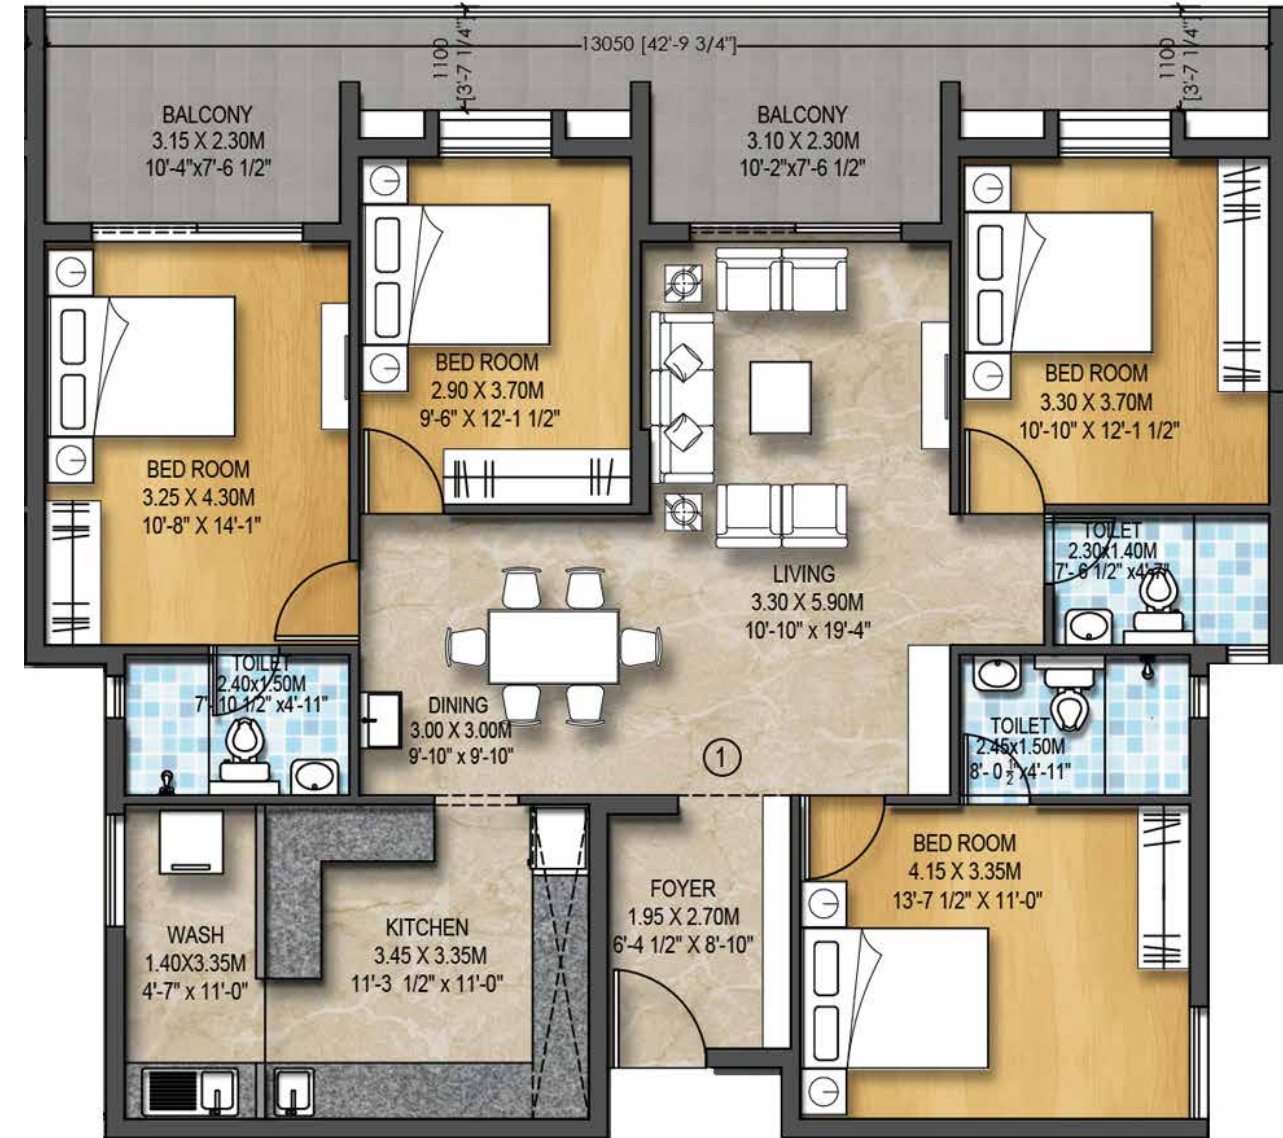 13050 [42'-9 3/4"]
1100
[3'-7 1/4"]
1100
[3'-7 1/4"]
BALCONY
3.15 X 2.30M
10'-4"x7'-6 1/2"
BALCONY
3.10 X 2.30M
10'-2"x7'-6 1/2"
BED ROOM
2.90 X 3.70M
9'-6" X 12'-1 1/2"
BED ROOM
3.30 X 3.70M
10'-10" X 12'-1 1/2"
BED ROOM
3.25 X 4.30M
10'-8" X 14'-1"
TOILET
2.30x1.40M
7'- 6 1/2" x4'-7"
LIVING
3.30 X 5.90M
10'-10" x 19'-4"
TOILET
2.40x1.50M
7'- 10 1/2" x4'-11"
DINING
3.00 X 3.00M
9'-10" x 9'-10"
1
TOILET
2.45x1.50M
8'- 0 1/2"x4'-11"
BED ROOM
4.15 X 3.35M
13'-7 1/2" X 11'-0"
FOYER
1.95 X 2.70M
6'-4 1/2" X 8'-10"
WASH
1.40X3.35M
4'-7" x 11'-0"
KITCHEN
3.45 X 3.35M
11'-3 1/2" x 11'-0"